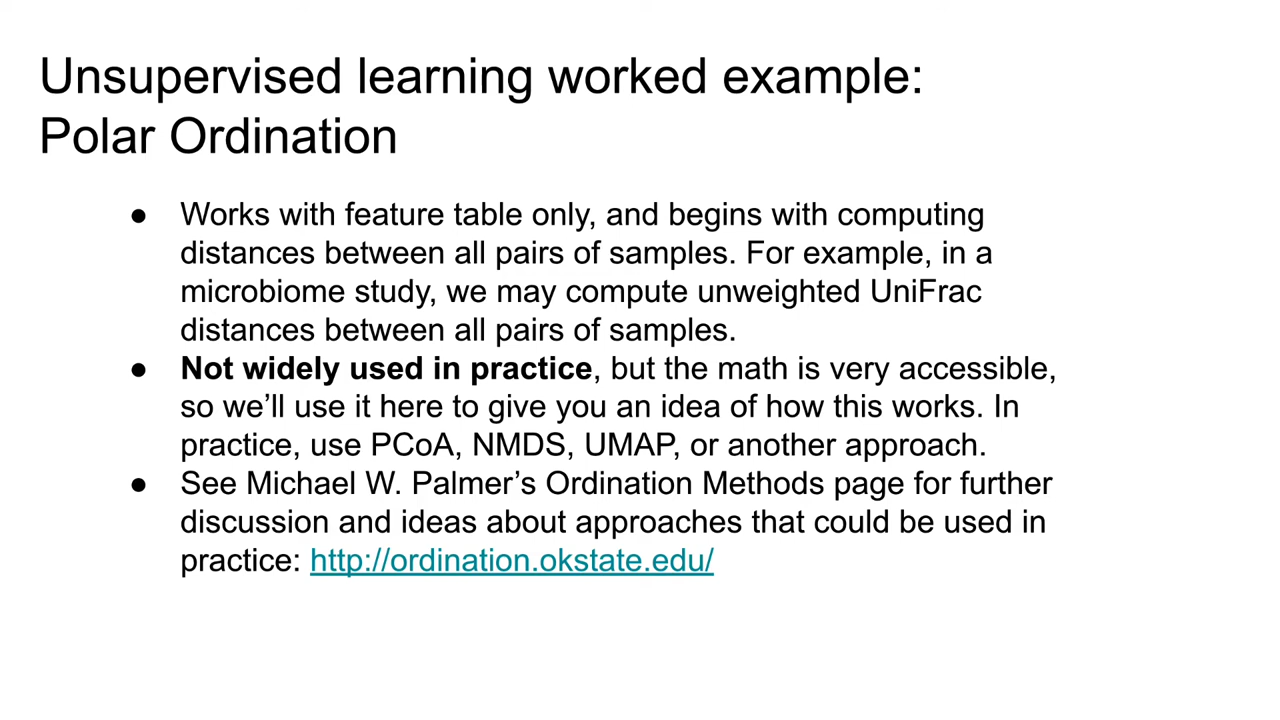 Unsupervised learning worked example:
Polar Ordination
● Works with feature table only, and begins with computing
distances between all pairs of samples. For example, in a
microbiome study, we may compute unweighted UniFrac
distances between all pairs of samples.
● Not widely used in practice, but the math is very accessible,
so we’ll use it here to give you an idea of how this works. In
practice, use PCoA, NMDS, UMAP, or another approach.
● See Michael W. Palmer’s Ordination Methods page for further
discussion and ideas about approaches that could be used in
practice: http://ordination.okstate.edu/